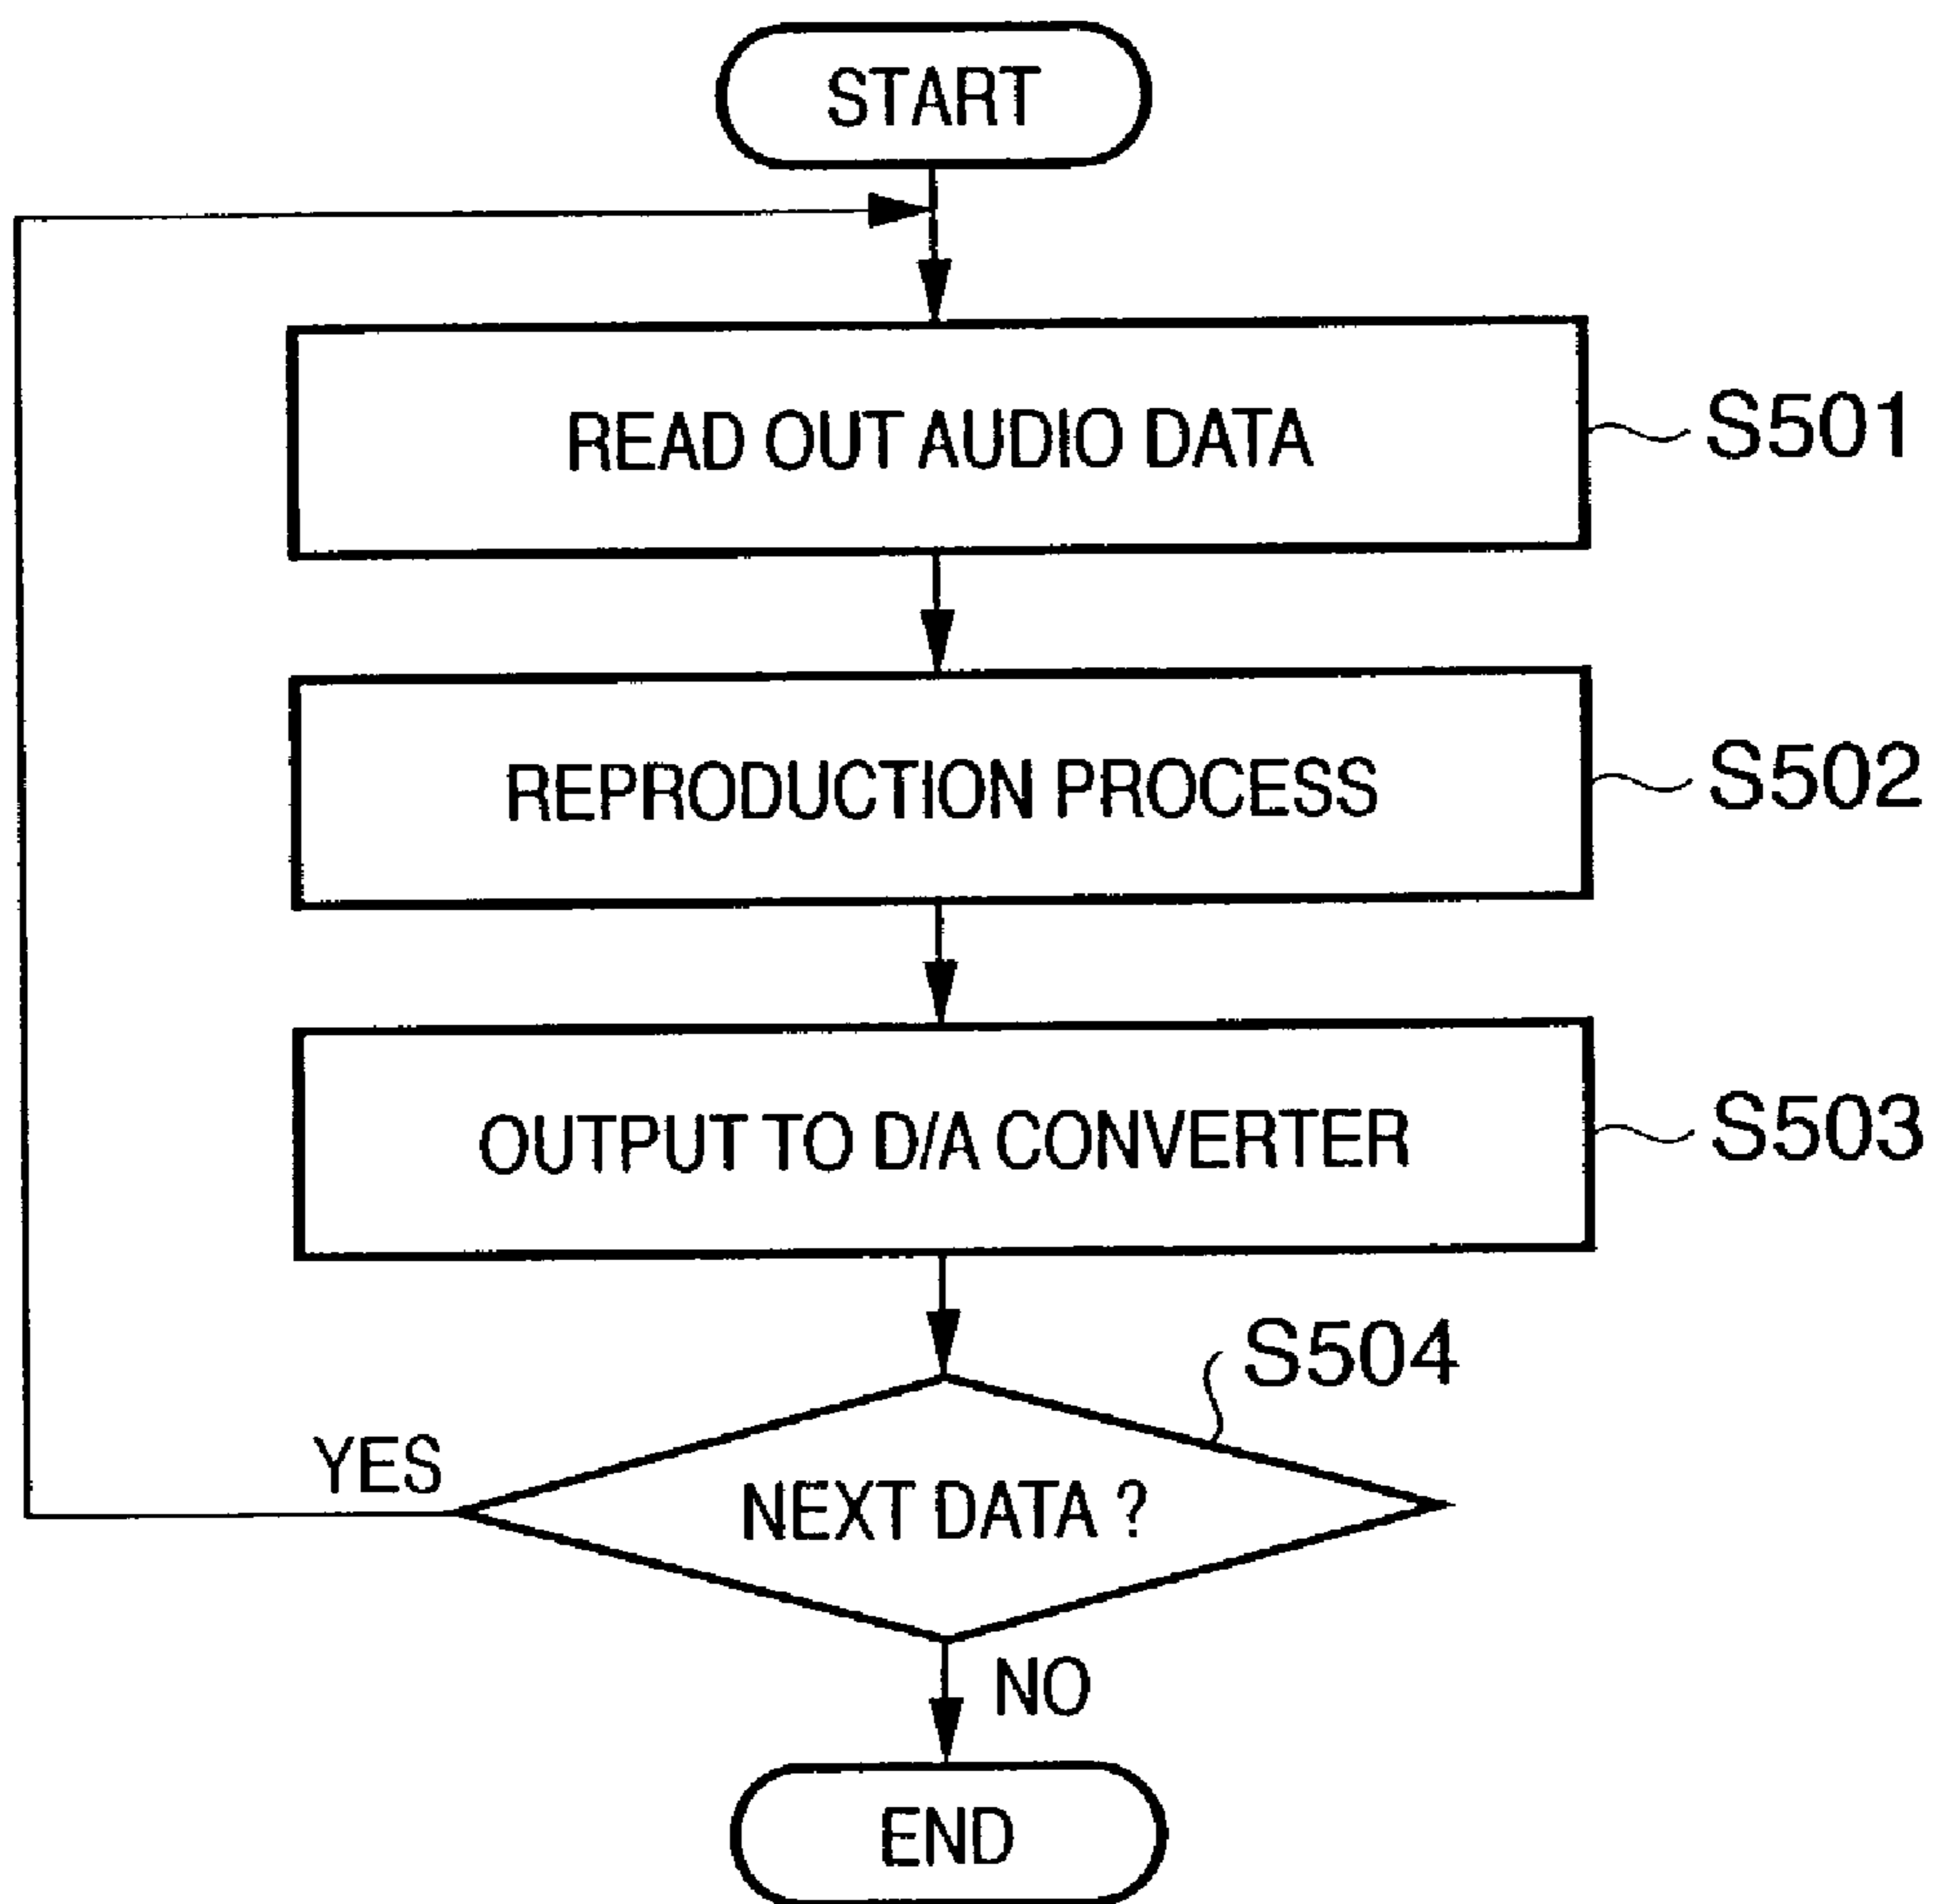 START
READ OUT AUDIO DATA
S501
REPRODUCTION PROCESS
S502
OUTPUT TO D/A CONVERTER
S503
S504
YES
NEXT DATA ?
NO
END